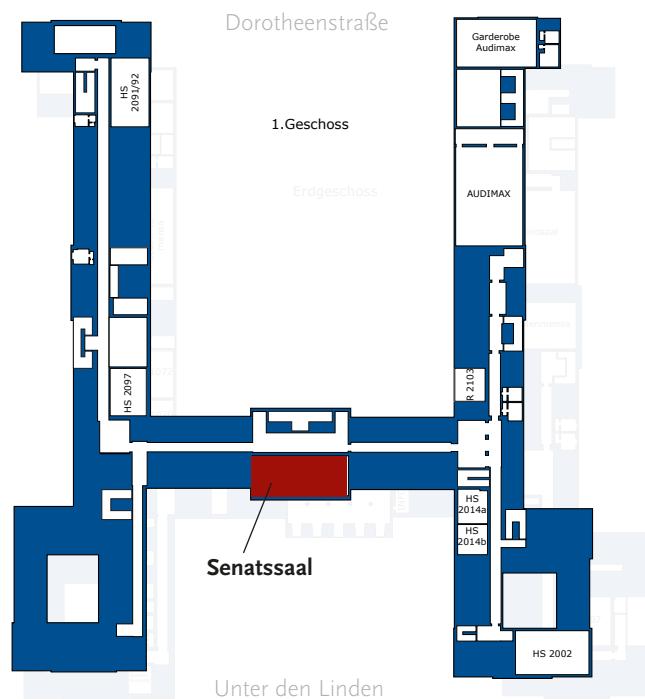 Dorotheenstraße
Garderobe
Audimax
HS
2091/92
1.Geschoss
Erdgeschoss
AUDIMAX
HS 2097
R 2103
HS
2014a
HS
2014b
Senatssaal
HS 2002
Unter den Linden